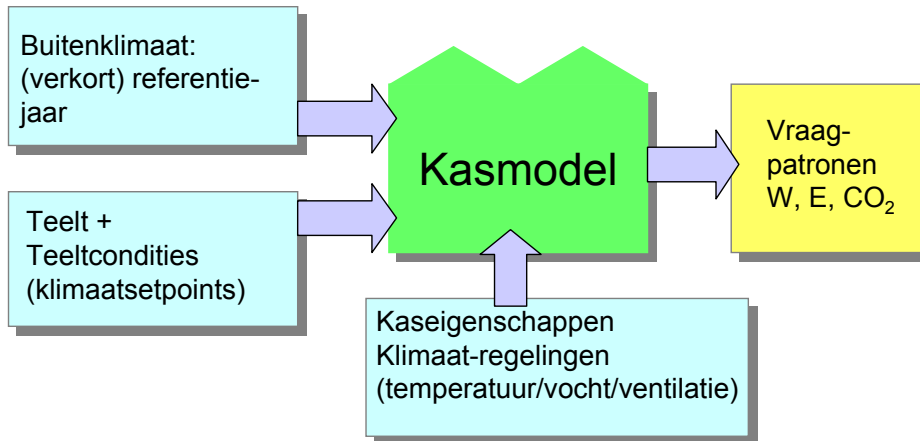 Buitenklimaat:
(verkort) referentie-
jaar
Teelt +
Teeltcondities
(klimaatsetpoints)
Kasmodel
Vraag-
patronen
W, E, CO₂
Kaseigenschappen
Klimaat-regelingen
(temperatuur/vocht/ventilatie)